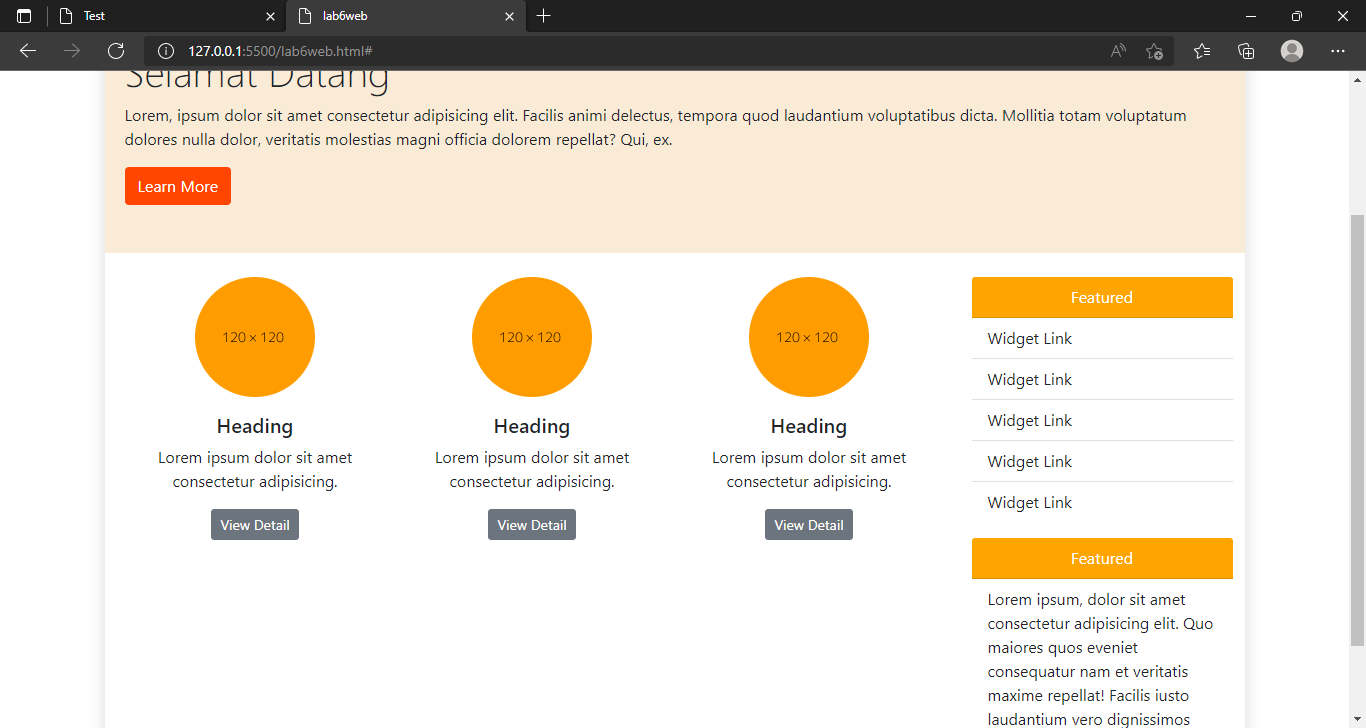 Test
lab6web
127.0.0.1:5500/lab6web.html#
Selamat Datang
Lorem, ipsum dolor sit amet consectetur adipisicing elit. Facilis animi delectus, tempora quod laudantium voluptatibus dicta. Mollitia totam voluptatum
dolores nulla dolor, veritatis molestias magni officia dolorem repellat? Qui, ex.
Learn More
120 × 120
Heading
Lorem ipsum dolor sit amet
consectetur adipisicing.
View Detail
120 × 120
Heading
Lorem ipsum dolor sit amet
consectetur adipisicing.
View Detail
120 × 120
Heading
Lorem ipsum dolor sit amet
consectetur adipisicing.
View Detail
Featured
Widget Link
Widget Link
Widget Link
Widget Link
Widget Link
Featured
Lorem ipsum, dolor sit amet
consectetur adipisicing elit. Quo
maiores quos eveniet
consequatur nam et veritatis
maxime repellat! Facilis iusto
laudantium vero dignissimos